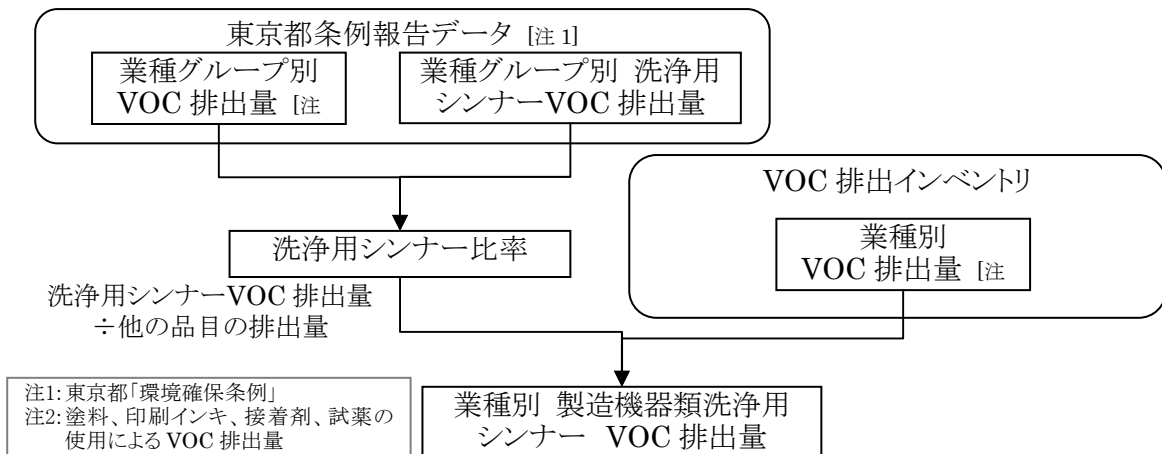 東京都条例報告データ [注 1]
業種グループ別
VOC 排出量 [注
業種グループ別 洗浄用
シンナーVOC 排出量
VOC 排出インベントリ
業種別
VOC 排出量 [注
洗浄用シンナー比率
洗浄用シンナーVOC 排出量
÷他の品目の排出量
注1: 東京都「環境確保条例」
注2: 塗料、印刷インキ、接着剤、試薬の
使用による VOC 排出量
業種別 製造機器類洗浄用
シンナー VOC 排出量